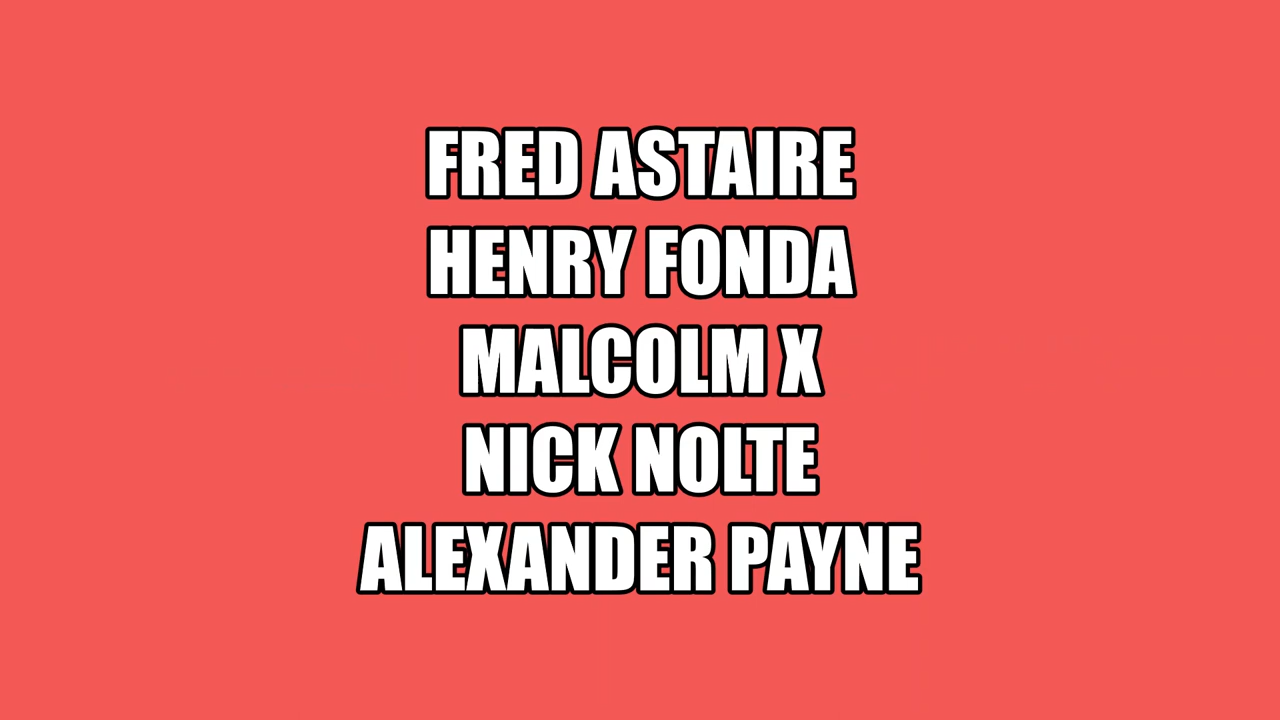 FRED ASTAIRE
HENRY FONDA
MALCOLM X
NICK NOLTE
ALEXANDER PAYNE